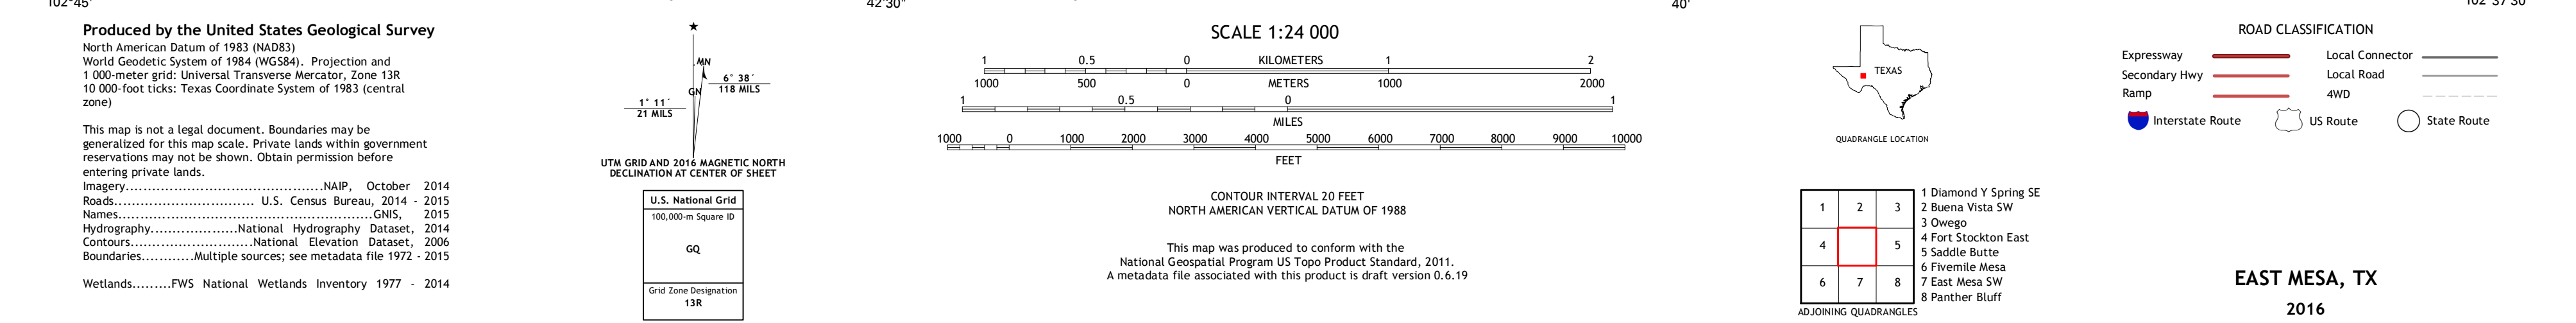 102°45'
42'30"
40'
102°37'30"
Produced by the United States Geological Survey
North American Datum of 1983 (NAD83)
World Geodetic System of 1984 (WGS84). Projection and
1 000-meter grid: Universal Transverse Mercator, Zone 13R
10 000-foot ticks: Texas Coordinate System of 1983 (central
zone)
This map is not a legal document. Boundaries may be
generalized for this map scale. Private lands within government
reservations may not be shown. Obtain permission before
entering private lands.
Imagery............................................NAIP, October 2014
Roads............................... U.S. Census Bureau, 2014 - 2015
Names.........................................................GNIS, 2015
Hydrography...................National Hydrography Dataset, 2014
Contours...........................National Elevation Dataset, 2006
Boundaries............Multiple sources; see metadata file 1972 - 2015
Wetlands.........FWS National Wetlands Inventory 1977 - 2014
MN
GN
6° 38´
118 MILS
1° 11´
21 MILS
UTM GRID AND 2016 MAGNETIC NORTH
DECLINATION AT CENTER OF SHEET
U.S. National Grid
100,000-m Square ID
GQ
Grid Zone Designation
13R
SCALE 1:24 000
1 0.5 0 KILOMETERS 1 2
1000 500 0 METERS 1000 2000
1 0.5 0 1
MILES
1000 0 1000 2000 3000 4000 5000 6000 7000 8000 9000 10000
FEET
CONTOUR INTERVAL 20 FEET
NORTH AMERICAN VERTICAL DATUM OF 1988
This map was produced to conform with the
National Geospatial Program US Topo Product Standard, 2011.
A metadata file associated with this product is draft version 0.6.19
TEXAS
QUADRANGLE LOCATION
1 2 3
4 5
6 7 8
ADJOINING QUADRANGLES
1 Diamond Y Spring SE
2 Buena Vista SW
3 Owego
4 Fort Stockton East
5 Saddle Butte
6 Fivemile Mesa
7 East Mesa SW
8 Panther Bluff
ROAD CLASSIFICATION
Expressway Local Connector
Secondary Hwy Local Road
Ramp 4WD
Interstate Route US Route State Route
EAST MESA, TX
2016